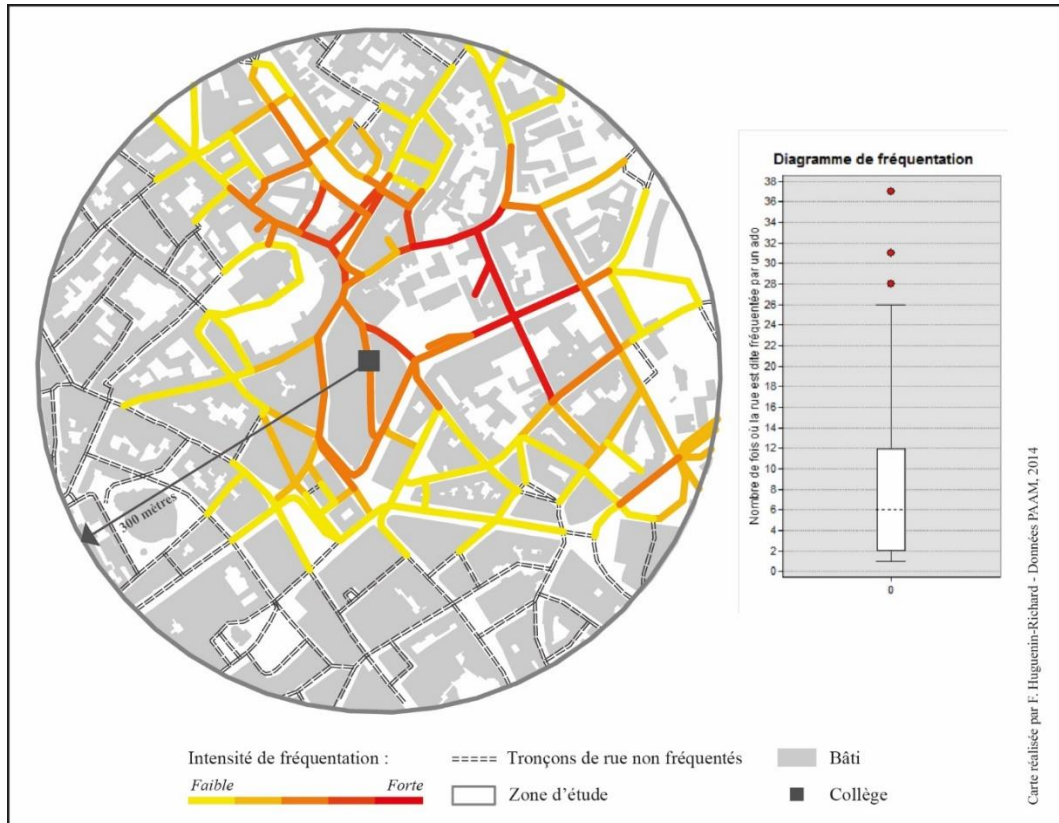 300 mètres
Diagramme de fréquentation
Nombre de fois où la rue est dite fréquentée par un ado
38
36
34
32
30
28
26
24
22
20
18
16
14
12
10
8
6
4
2
0
0
Intensité de fréquentation :
Faible Forte
Tronçons de rue non fréquentés
Zone d'étude
Bâti
Collège
Carte réalisée par F. Huguenin-Richard - Données PAAM, 2014